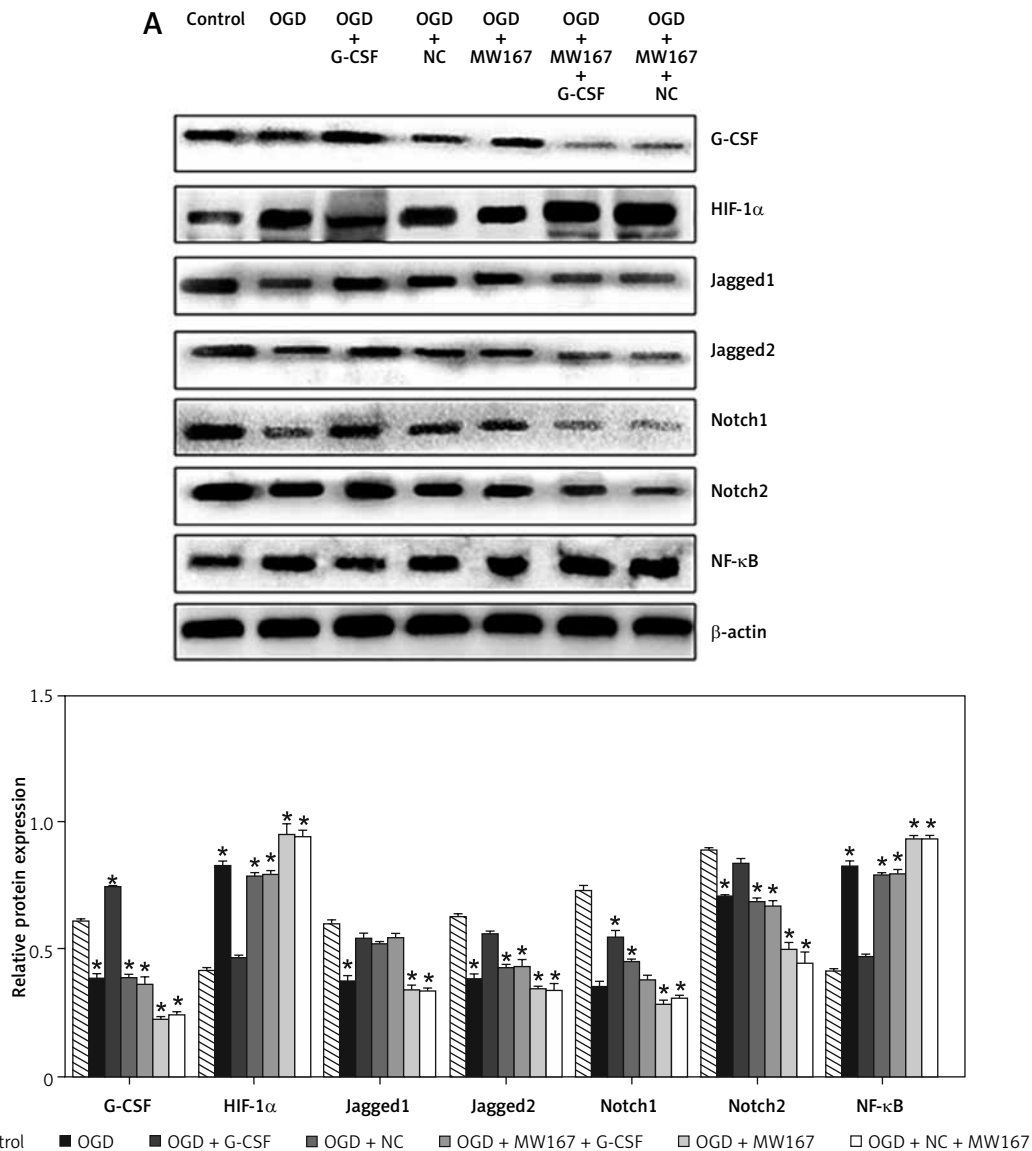 A
Control
OGD
OGD
+
G-CSF
OGD
+
NC
OGD
+
MW167
OGD
+
MW167
+
G-CSF
OGD
+
MW167
+
NC
G-CSF
HIF-1α
Jagged1
Jagged2
Notch1
Notch2
NF-κB
β-actin
Relative protein expression
1.5
1.0
0.5
0
* * * * * *
* * * * *
* * *
* * * * *
* * * *
* * * * *
* * * * *
G-CSF HIF-1α Jagged1 Jagged2 Notch1 Notch2 NF-κB
trol OGD OGD + G-CSF OGD + NC OGD + MW167 + G-CSF OGD + MW167 OGD + NC + MW167